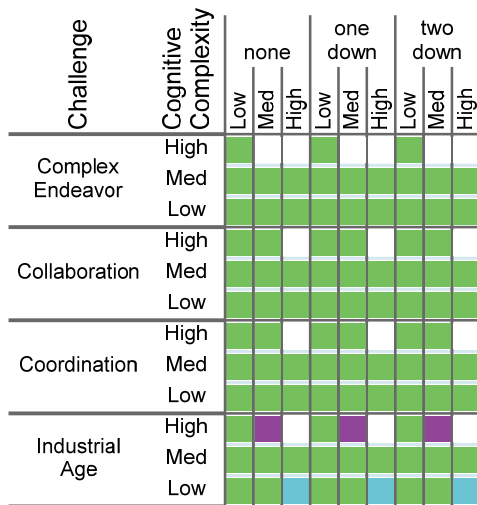 Challenge
Cognitive
Complexity
none
one
down
two
down
Low
Med
High
Low
Med
High
Low
Med
High
Complex
Endeavor
High
Med
Low
Collaboration
High
Med
Low
Coordination
High
Med
Low
Industrial
Age
High
Med
Low